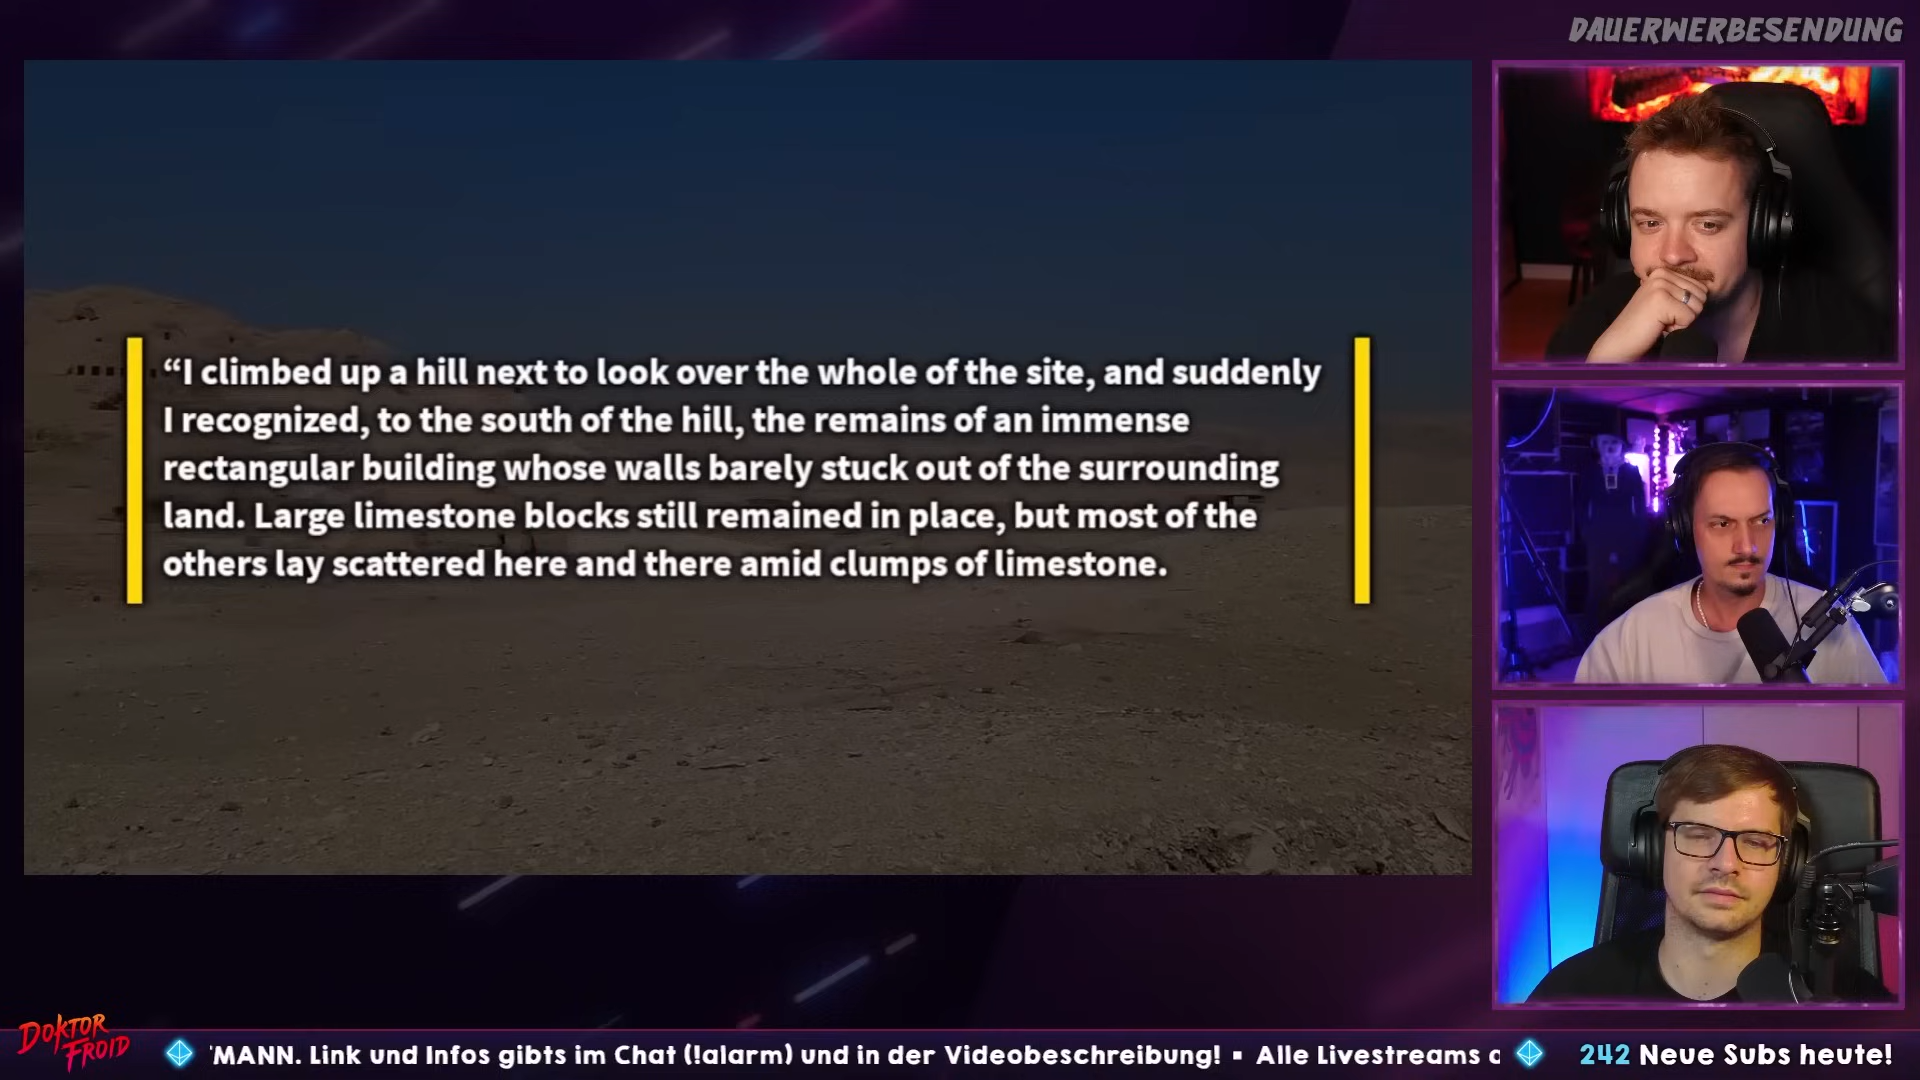 DAUERWERBESENDUNG
“I climbed up a hill next to look over the whole of the site, and suddenly
I recognized, to the south of the hill, the remains of an immense
rectangular building whose walls barely stuck out of the surrounding
land. Large limestone blocks still remained in place, but most of the
others lay scattered here and there amid clumps of limestone.
DOKTOR
FROID
'MANN. Link und Infos gibts im Chat (!alarm) und in der Videobeschreibung! ▪ Alle Livestreams
242 Neue Subs heute!